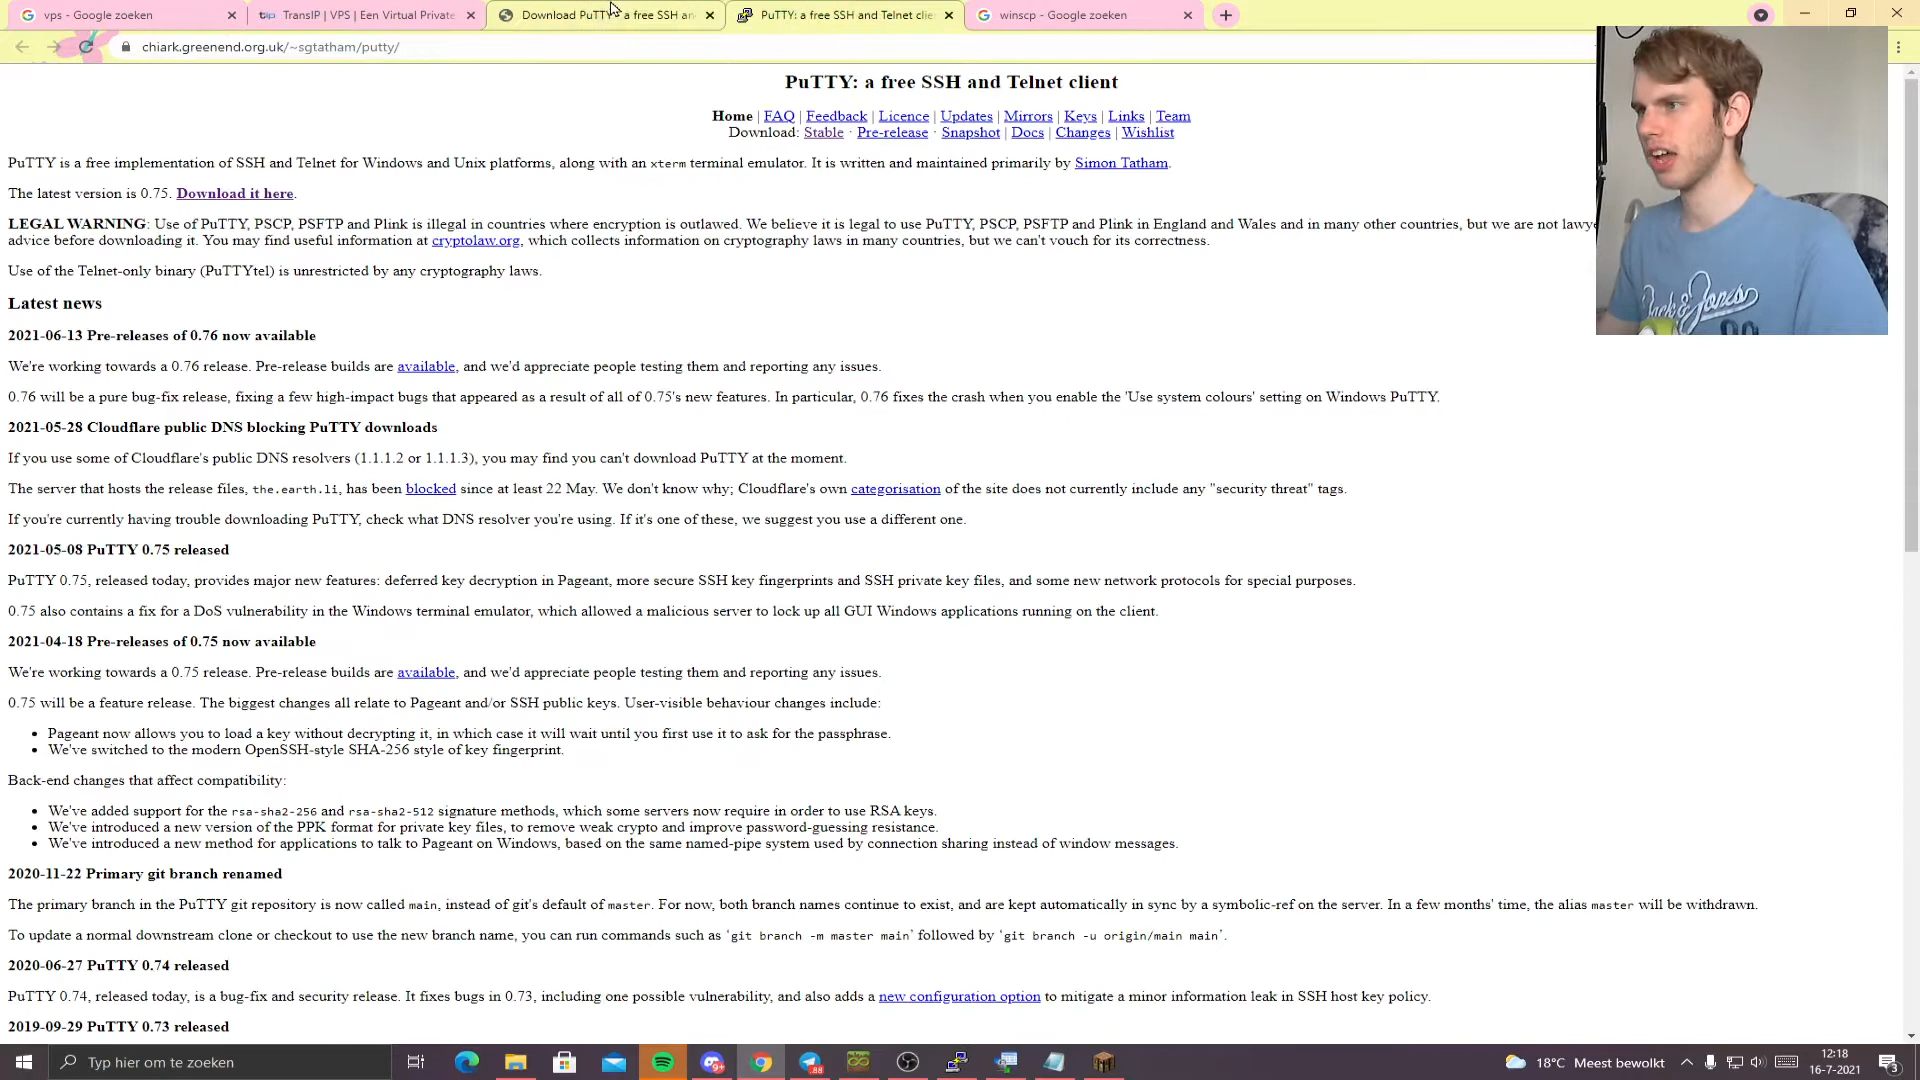 vps - Google zoeken
TransIP | VPS | Een Virtual Private
Download PuTTY: a free SSH an
PuTTY: a free SSH and Telnet clie
winscp - Google zoeken
chiark.greenend.org.uk/~sgtatham/putty/
PuTTY: a free SSH and Telnet client
Home | FAQ | Feedback | Licence | Updates | Mirrors | Keys | Links | Team
Download: Stable · Pre-release · Snapshot | Docs | Changes | Wishlist
PuTTY is a free implementation of SSH and Telnet for Windows and Unix platforms, along with an xterm terminal emulator. It is written and maintained primarily by Simon Tatham.
The latest version is 0.75. Download it here.
LEGAL WARNING: Use of PuTTY, PSCP, PSFTP and Plink is illegal in countries where encryption is outlawed. We believe it is legal to use PuTTY, PSCP, PSFTP and Plink in England and Wales and in many other countries, but we are not lawye
advice before downloading it. You may find useful information at cryptolaw.org, which collects information on cryptography laws in many countries, but we can't vouch for its correctness.
Use of the Telnet-only binary (PuTTYtel) is unrestricted by any cryptography laws.
Latest news
2021-06-13 Pre-releases of 0.76 now available
We're working towards a 0.76 release. Pre-release builds are available, and we'd appreciate people testing them and reporting any issues.
0.76 will be a pure bug-fix release, fixing a few high-impact bugs that appeared as a result of all of 0.75's new features. In particular, 0.76 fixes the crash when you enable the 'Use system colours' setting on Windows PuTTY.
2021-05-28 Cloudflare public DNS blocking PuTTY downloads
If you use some of Cloudflare's public DNS resolvers (1.1.1.2 or 1.1.1.3), you may find you can't download PuTTY at the moment.
The server that hosts the release files, the.earth.li, has been blocked since at least 22 May. We don't know why; Cloudflare's own categorisation of the site does not currently include any "security threat" tags.
If you're currently having trouble downloading PuTTY, check what DNS resolver you're using. If it's one of these, we suggest you use a different one.
2021-05-08 PuTTY 0.75 released
PuTTY 0.75, released today, provides major new features: deferred key decryption in Pageant, more secure SSH key fingerprints and SSH private key files, and some new network protocols for special purposes.
0.75 also contains a fix for a DoS vulnerability in the Windows terminal emulator, which allowed a malicious server to lock up all GUI Windows applications running on the client.
2021-04-18 Pre-releases of 0.75 now available
We're working towards a 0.75 release. Pre-release builds are available, and we'd appreciate people testing them and reporting any issues.
0.75 will be a feature release. The biggest changes all relate to Pageant and/or SSH public keys. User-visible behaviour changes include:
• Pageant now allows you to load a key without decrypting it, in which case it will wait until you first use it to ask for the passphrase.
• We've switched to the modern OpenSSH-style SHA-256 style of key fingerprint.
Back-end changes that affect compatibility:
• We've added support for the rsa-sha2-256 and rsa-sha2-512 signature methods, which some servers now require in order to use RSA keys.
• We've introduced a new version of the PPK format for private key files, to remove weak crypto and improve password-guessing resistance.
• We've introduced a new method for applications to talk to Pageant on Windows, based on the same named-pipe system used by connection sharing instead of window messages.
2020-11-22 Primary git branch renamed
The primary branch in the PuTTY git repository is now called main, instead of git's default of master. For now, both branch names continue to exist, and are kept automatically in sync by a symbolic-ref on the server. In a few months' time, the alias master will be withdrawn.
To update a normal downstream clone or checkout to use the new branch name, you can run commands such as ‘git branch -m master main’ followed by ‘git branch -u origin/main main’.
2020-06-27 PuTTY 0.74 released
PuTTY 0.74, released today, is a bug-fix and security release. It fixes bugs in 0.73, including one possible vulnerability, and also adds a new configuration option to mitigate a minor information leak in SSH host key policy.
2019-09-29 PuTTY 0.73 released
Jack & Jones
Typ hier om te zoeken
9+
88
18°C Meest bewolkt
12:18
16-7-2021
3